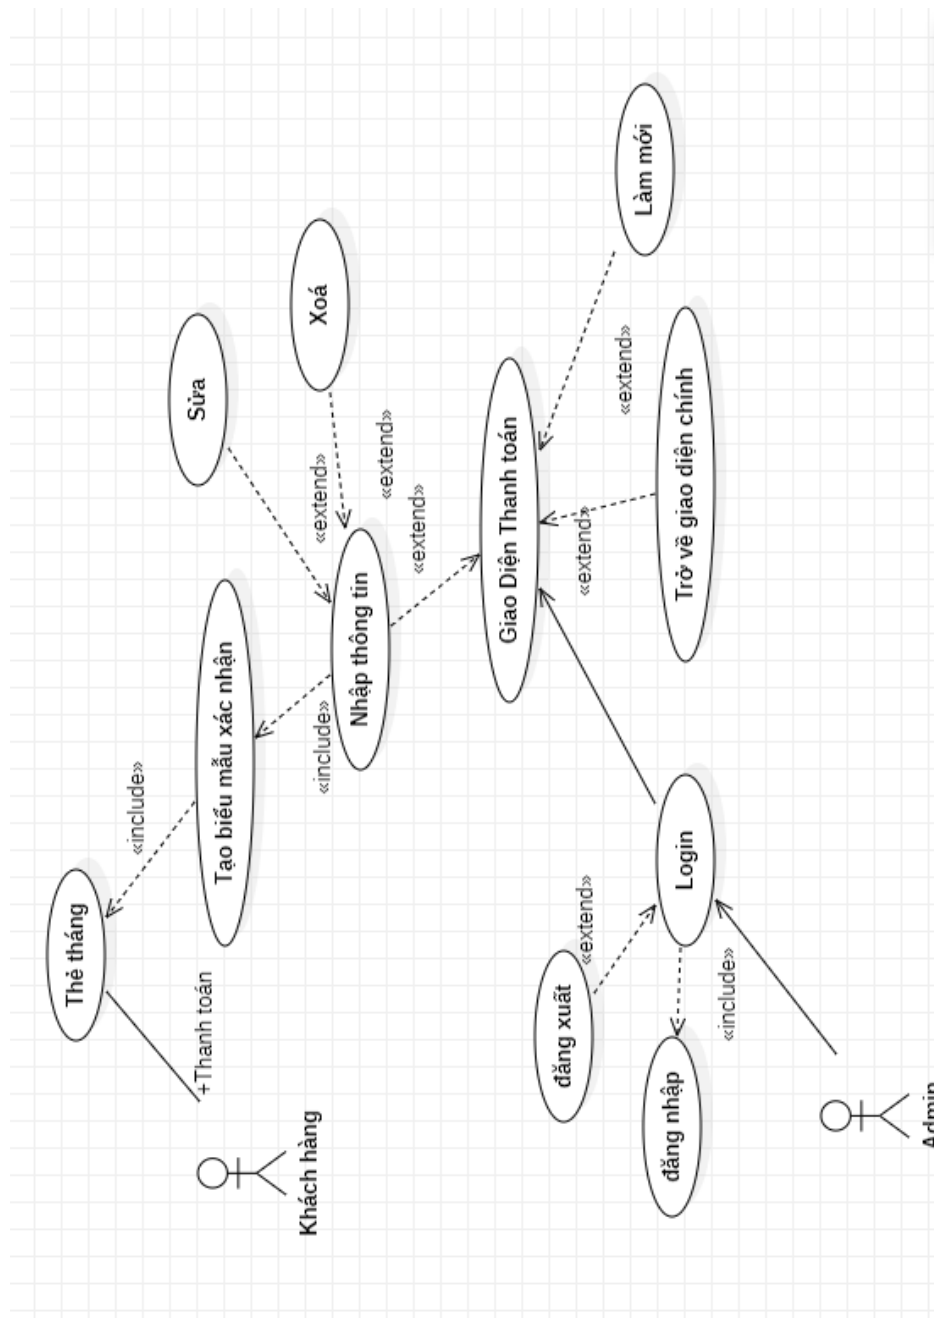 Khách hàng
+Thanh toán
Thẻ tháng
«include»
Tạo biểu mẫu xác nhận
«include»
Sửa
Xoá
«extend»
«extend»
Nhập thông tin
«extend»
Giao Diện Thanh toán
«extend»
Trở về giao diện chính
«extend»
Làm mới
đăng xuất
«extend»
Login
đăng nhập
«include»
Admin